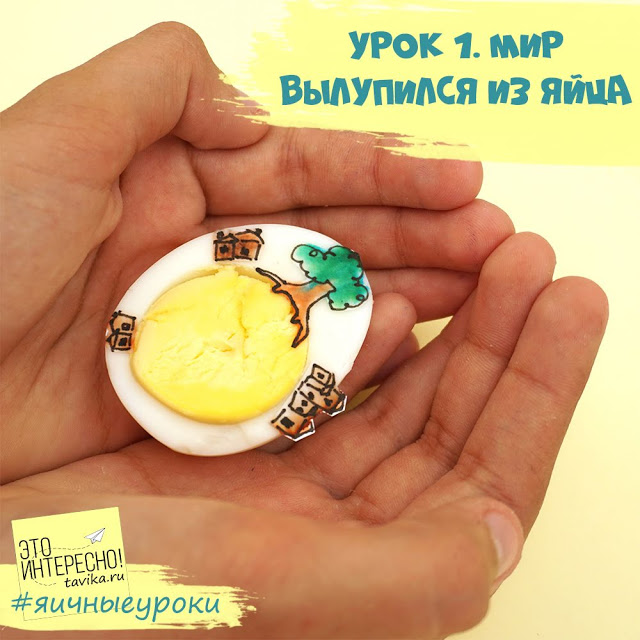 УРОК 1. МИР
ВЫЛУПИЛСЯ ИЗ ЯЙЦА
ЭТО
ИНТЕРЕСНО!
tavika.ru
#яичныеуроки